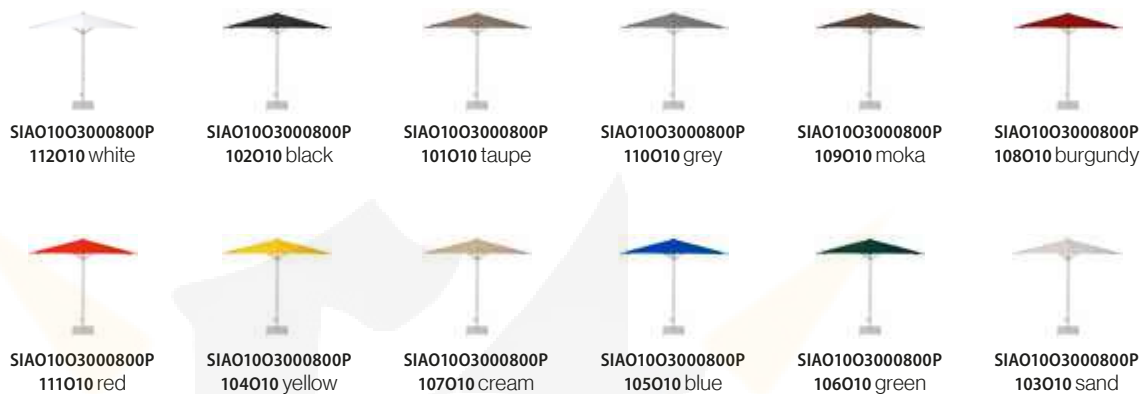 SIAO10O3000800P
112O10 white
SIAO10O3000800P
102O10 black
SIAO10O3000800P
101O10 taupe
SIAO10O3000800P
110O10 grey
SIAO10O3000800P
109O10 moka
SIAO10O3000800P
108O10 burgundy
SIAO10O3000800P
111O10 red
SIAO10O3000800P
104O10 yellow
SIAO10O3000800P
107O10 cream
SIAO10O3000800P
105O10 blue
SIAO10O3000800P
106O10 green
SIAO10O3000800P
103O10 sand